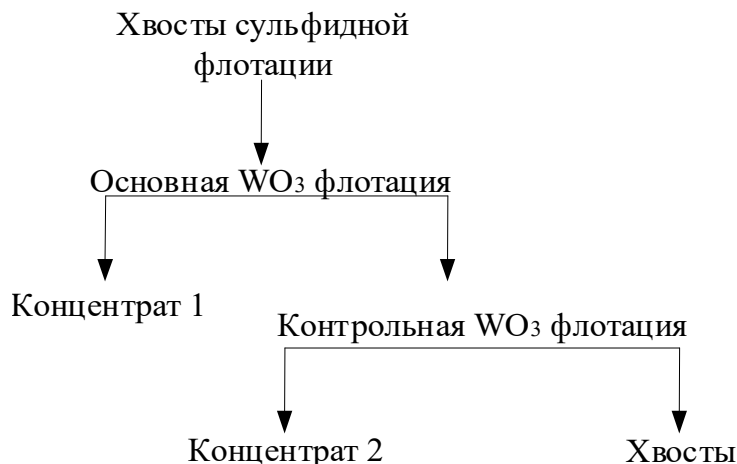 Хвосты сульфидной
флотации
Основная WO3 флотация
Концентрат 1
Контрольная WO3 флотация
Концентрат 2
Хвосты